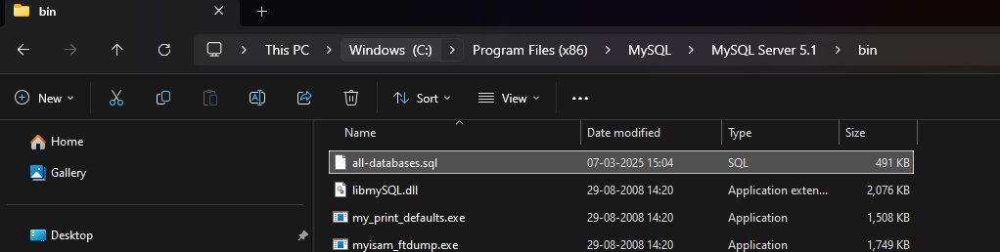 bin
This PC > Windows (C:) > Program Files (x86) > MySQL > MySQL Server 5.1 > bin
New Sort View
Name Date modified Type Size
Home
Gallery
Desktop
all-databases.sql 07-03-2025 15:04 SQL 491 KB
libmySQL.dll 29-08-2008 14:20 Application exten... 2,076 KB
my_print_defaults.exe 29-08-2008 14:20 Application 1,508 KB
myisam_ftdump.exe 29-08-2008 14:20 Application 1,749 KB